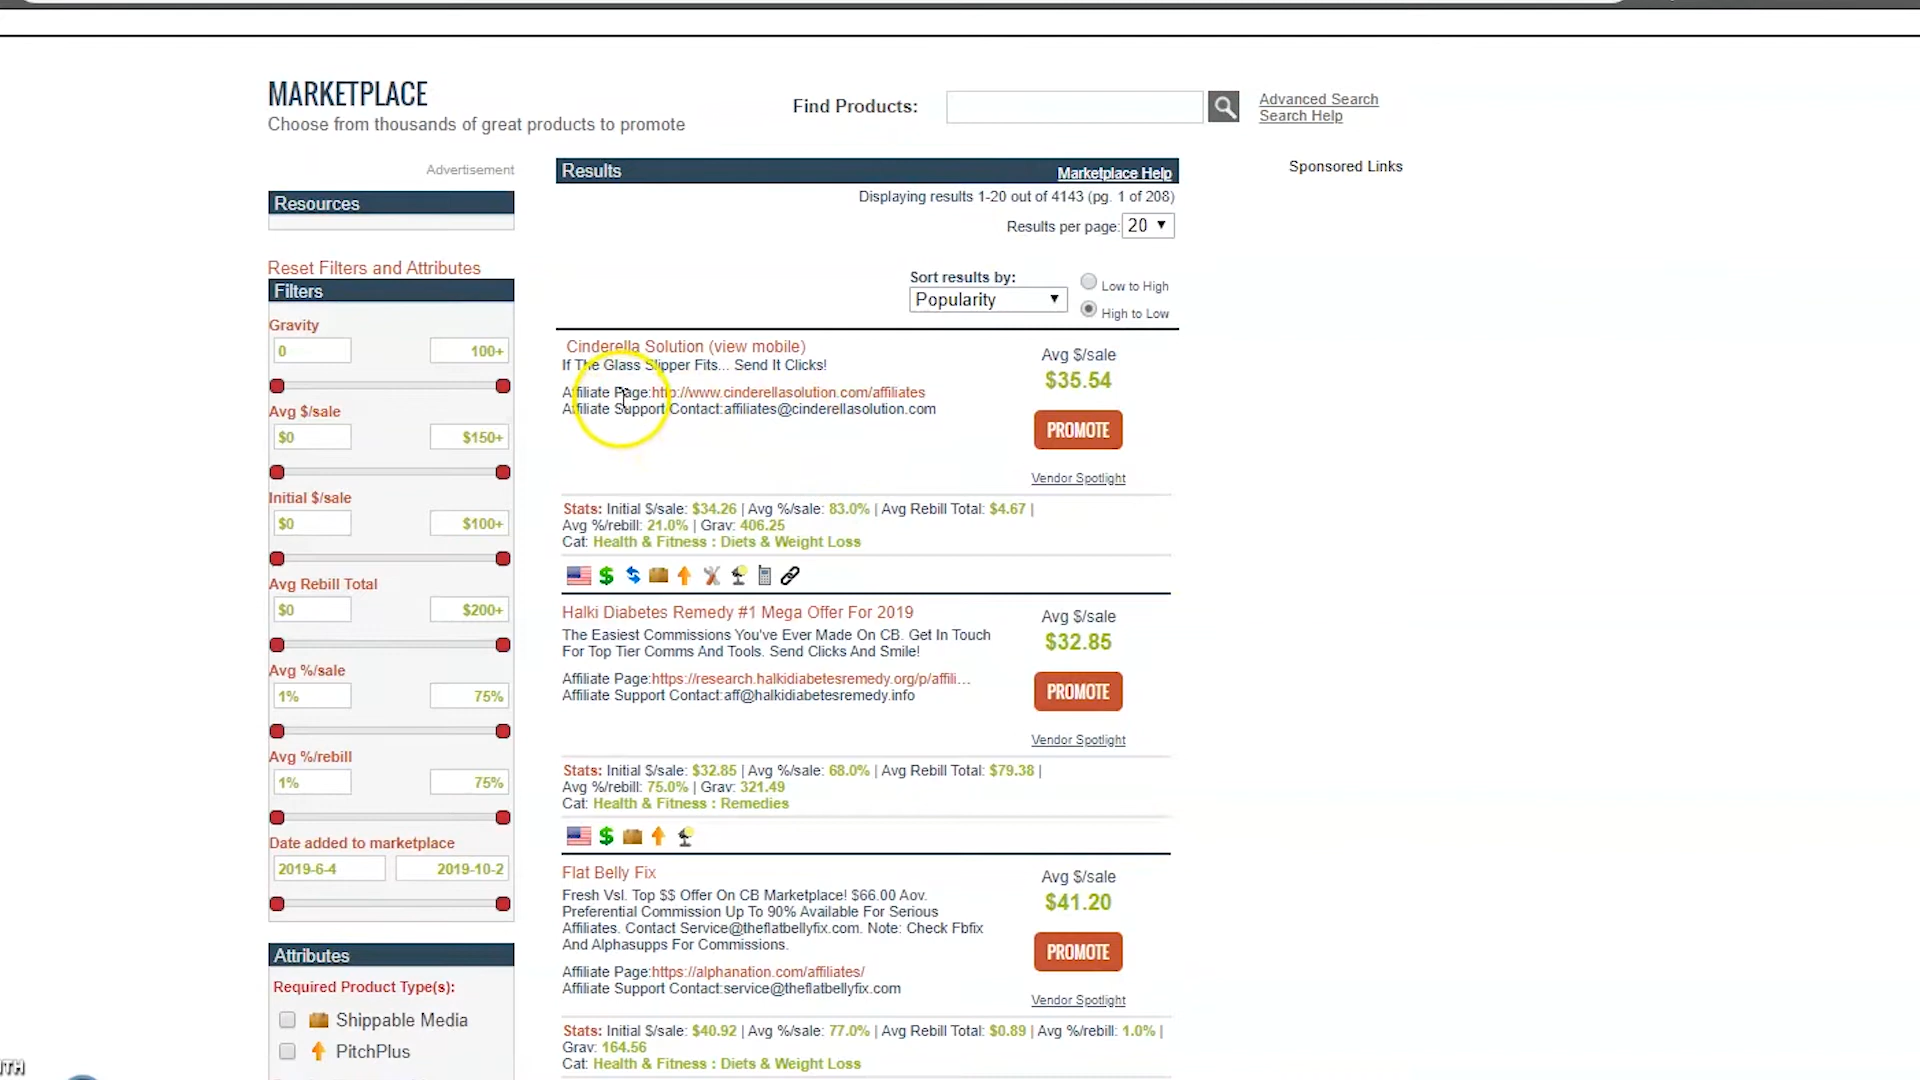 MARKETPLACE
Choose from thousands of great products to promote
Find Products:
Advanced Search
Search Help
Advertisement
Resources
Reset Filters and Attributes
Filters
Gravity
0 100+
Avg $/sale
$0 $150+
Initial $/sale
$0 $100+
Avg Rebill Total
$0 $200+
Avg %/sale
1% 75%
Avg %/rebill
1% 75%
Date added to marketplace
2019-6-4 2019-10-2
Attributes
Required Product Type(s):
Shippable Media
PitchPlus
Results Marketplace Help
Displaying results 1-20 out of 4143 (pg. 1 of 208)
Results per page: 20
Sort results by:
Popularity
Low to High
High to Low
Cinderella Solution (view mobile)
If The Glass Slipper Fits... Send It Clicks!
Affiliate Page:http://www.cinderellasolution.com/affiliates
Affiliate Support Contact:affiliates@cinderellasolution.com
Avg $/sale
$35.54
PROMOTE
Vendor Spotlight
Stats: Initial $/sale: $34.26 | Avg %/sale: 83.0% | Avg Rebill Total: $4.67 |
Avg %/rebill: 21.0% | Grav: 406.25
Cat: Health & Fitness : Diets & Weight Loss
Halki Diabetes Remedy #1 Mega Offer For 2019
The Easiest Commissions You've Ever Made On CB. Get In Touch
For Top Tier Comms And Tools. Send Clicks And Smile!
Affiliate Page:https://research.halkidiabetesremedy.org/p/affili...
Affiliate Support Contact:aff@halkidiabetesremedy.info
Avg $/sale
$32.85
PROMOTE
Vendor Spotlight
Stats: Initial $/sale: $32.85 | Avg %/sale: 68.0% | Avg Rebill Total: $79.38 |
Avg %/rebill: 75.0% | Grav: 321.49
Cat: Health & Fitness : Remedies
Flat Belly Fix
Fresh Vsl. Top $$ Offer On CB Marketplace! $66.00 Aov.
Preferential Commission Up To 90% Available For Serious
Affiliates. Contact Service@theflatbellyfix.com. Note: Check Fbfix
And Alphasupps For Commissions.
Affiliate Page:https://alphanation.com/affiliates/
Affiliate Support Contact:service@theflatbellyfix.com
Avg $/sale
$41.20
PROMOTE
Vendor Spotlight
Stats: Initial $/sale: $40.92 | Avg %/sale: 77.0% | Avg Rebill Total: $0.89 | Avg %/rebill: 1.0% |
Grav: 164.56
Cat: Health & Fitness : Diets & Weight Loss
Sponsored Links